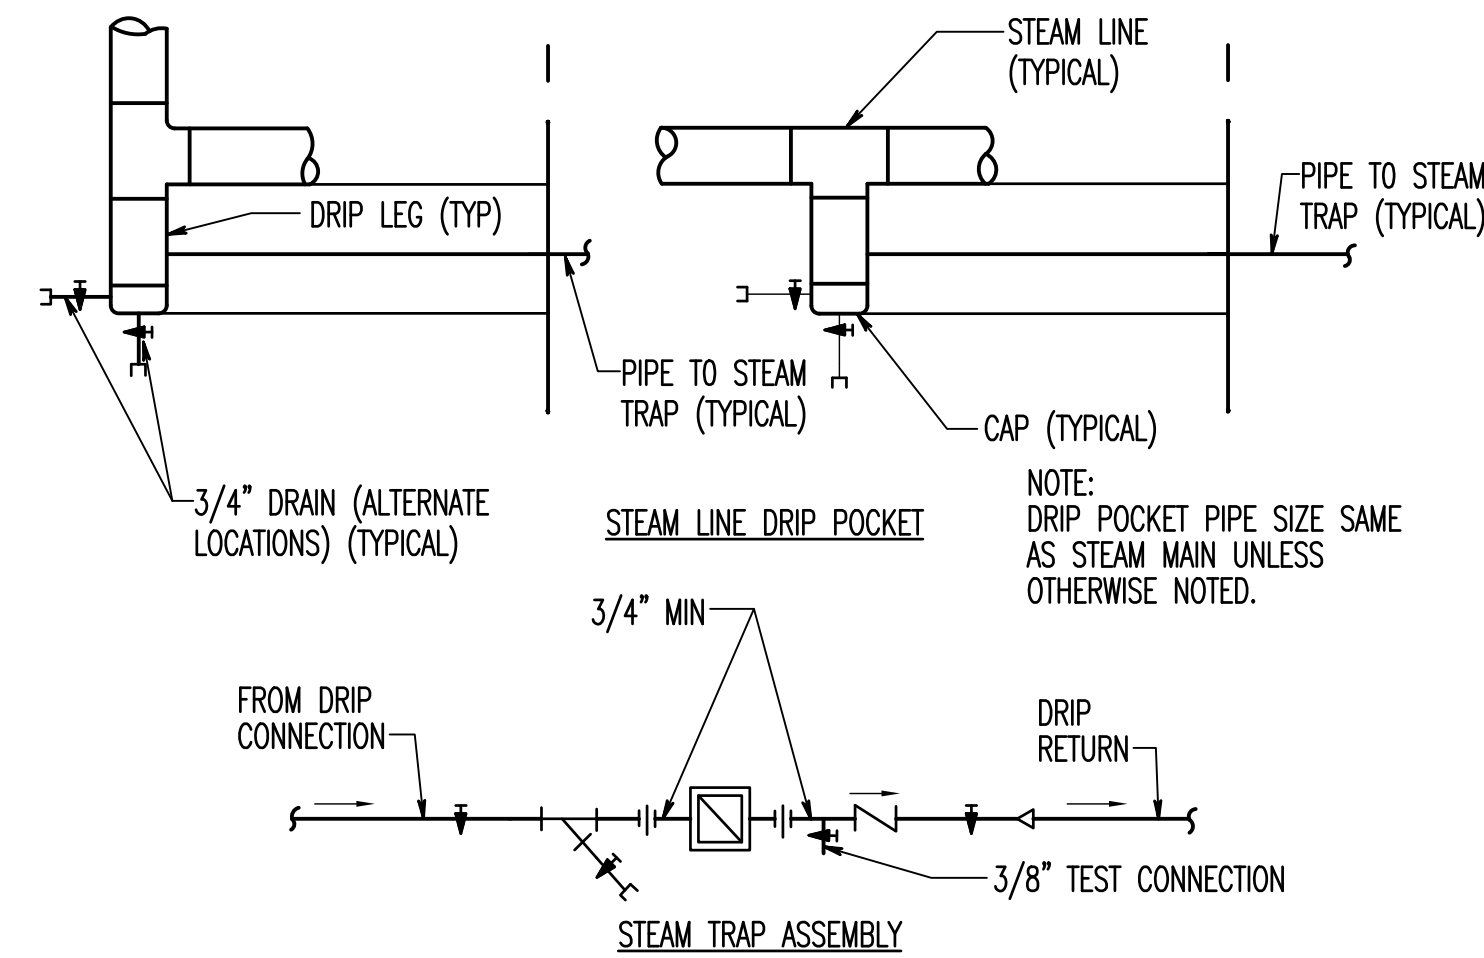 STEAM LINE
(TYPICAL)
PIPE TO STEAM
TRAP (TYPICAL)
DRIP LEG (TYP)
PIPE TO STEAM
TRAP (TYPICAL)
CAP (TYPICAL)
3/4" DRAIN (ALTERNATE
LOCATIONS) (TYPICAL)
STEAM LINE DRIP POCKET
NOTE:
DRIP POCKET PIPE SIZE SAME
AS STEAM MAIN UNLESS
OTHERWISE NOTED.
3/4" MIN
FROM DRIP
CONNECTION
DRIP
RETURN
3/8" TEST CONNECTION
STEAM TRAP ASSEMBLY